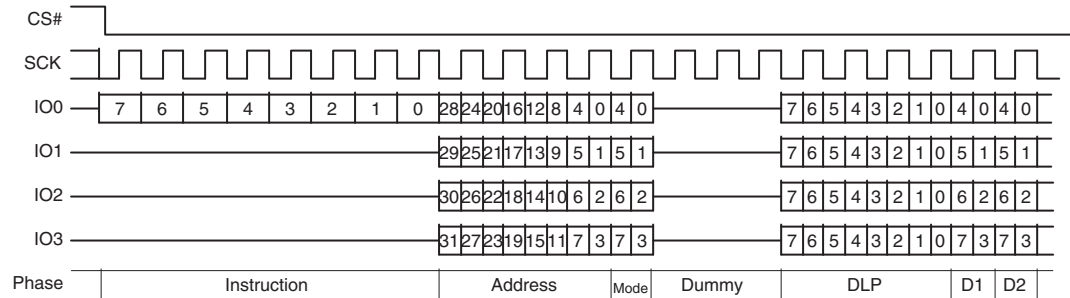 CS#
SCK
IO0 7 6 5 4 3 2 1 0 28 24 20 16 12 8 4 0 4 0 7 6 5 4 3 2 1 0 4 0 4 0
IO1 29 25 21 17 13 9 5 1 5 1 7 6 5 4 3 2 1 0 5 1 5 1
IO2 30 26 22 18 14 10 6 2 6 2 7 6 5 4 3 2 1 0 6 2 6 2
IO3 31 27 23 19 15 11 7 3 7 3 7 6 5 4 3 2 1 0 7 3 7 3
Phase Instruction Address Mode Dummy DLP D1 D2